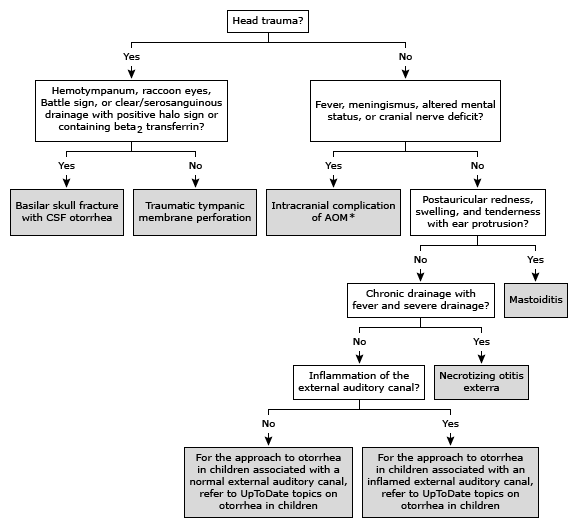 Head trauma?
Yes
No
Hemotympanum, raccoon eyes,
Battle sign, or clear/serosanguinous
drainage with positive halo sign or
containing beta2 transferrin?
Fever, meningismus, altered mental
status, or cranial nerve deficit?
Yes
No
Yes
No
Basilar skull fracture
with CSF otorrhea
Traumatic tympanic
membrane perforation
Intracranial complication
of AOM*
Postauricular redness,
swelling, and tenderness
with ear protrusion?
No
Yes
Chronic drainage with
fever and severe drainage?
Mastoiditis
No
Yes
Inflammation of the
external auditory canal?
Necrotizing otitis
exterra
No
Yes
For the approach to otorrhea
in children associated with a
normal external auditory canal,
refer to UpToDate topics on
otorrhea in children
For the approach to otorrhea
in children associated with an
inflamed external auditory canal,
refer to UpToDate topics on
otorrhea in children